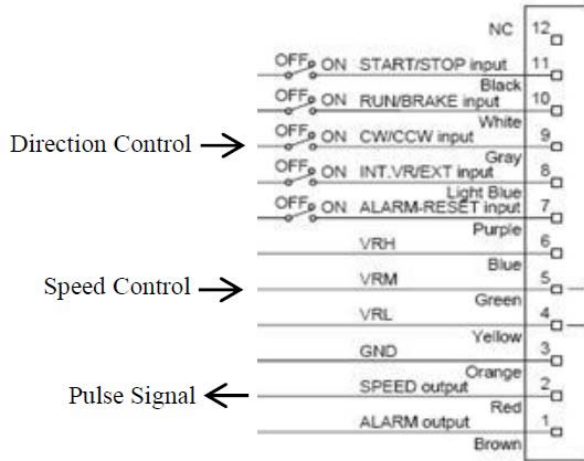 NC 12
OFF ON START/STOP input 11
Black
OFF ON RUN/BRAKE input 10
White
Direction Control OFF ON CW/CCW input 9
Gray
OFF ON INT.VR/EXT input 8
Light Blue
OFF ON ALARM-RESET input 7
Purple
VRH 6
Blue
Speed Control VRM 5
Green
VRL 4
Yellow
GND 3
Orange
Pulse Signal SPEED output 2
Red
ALARM output 1
Brown